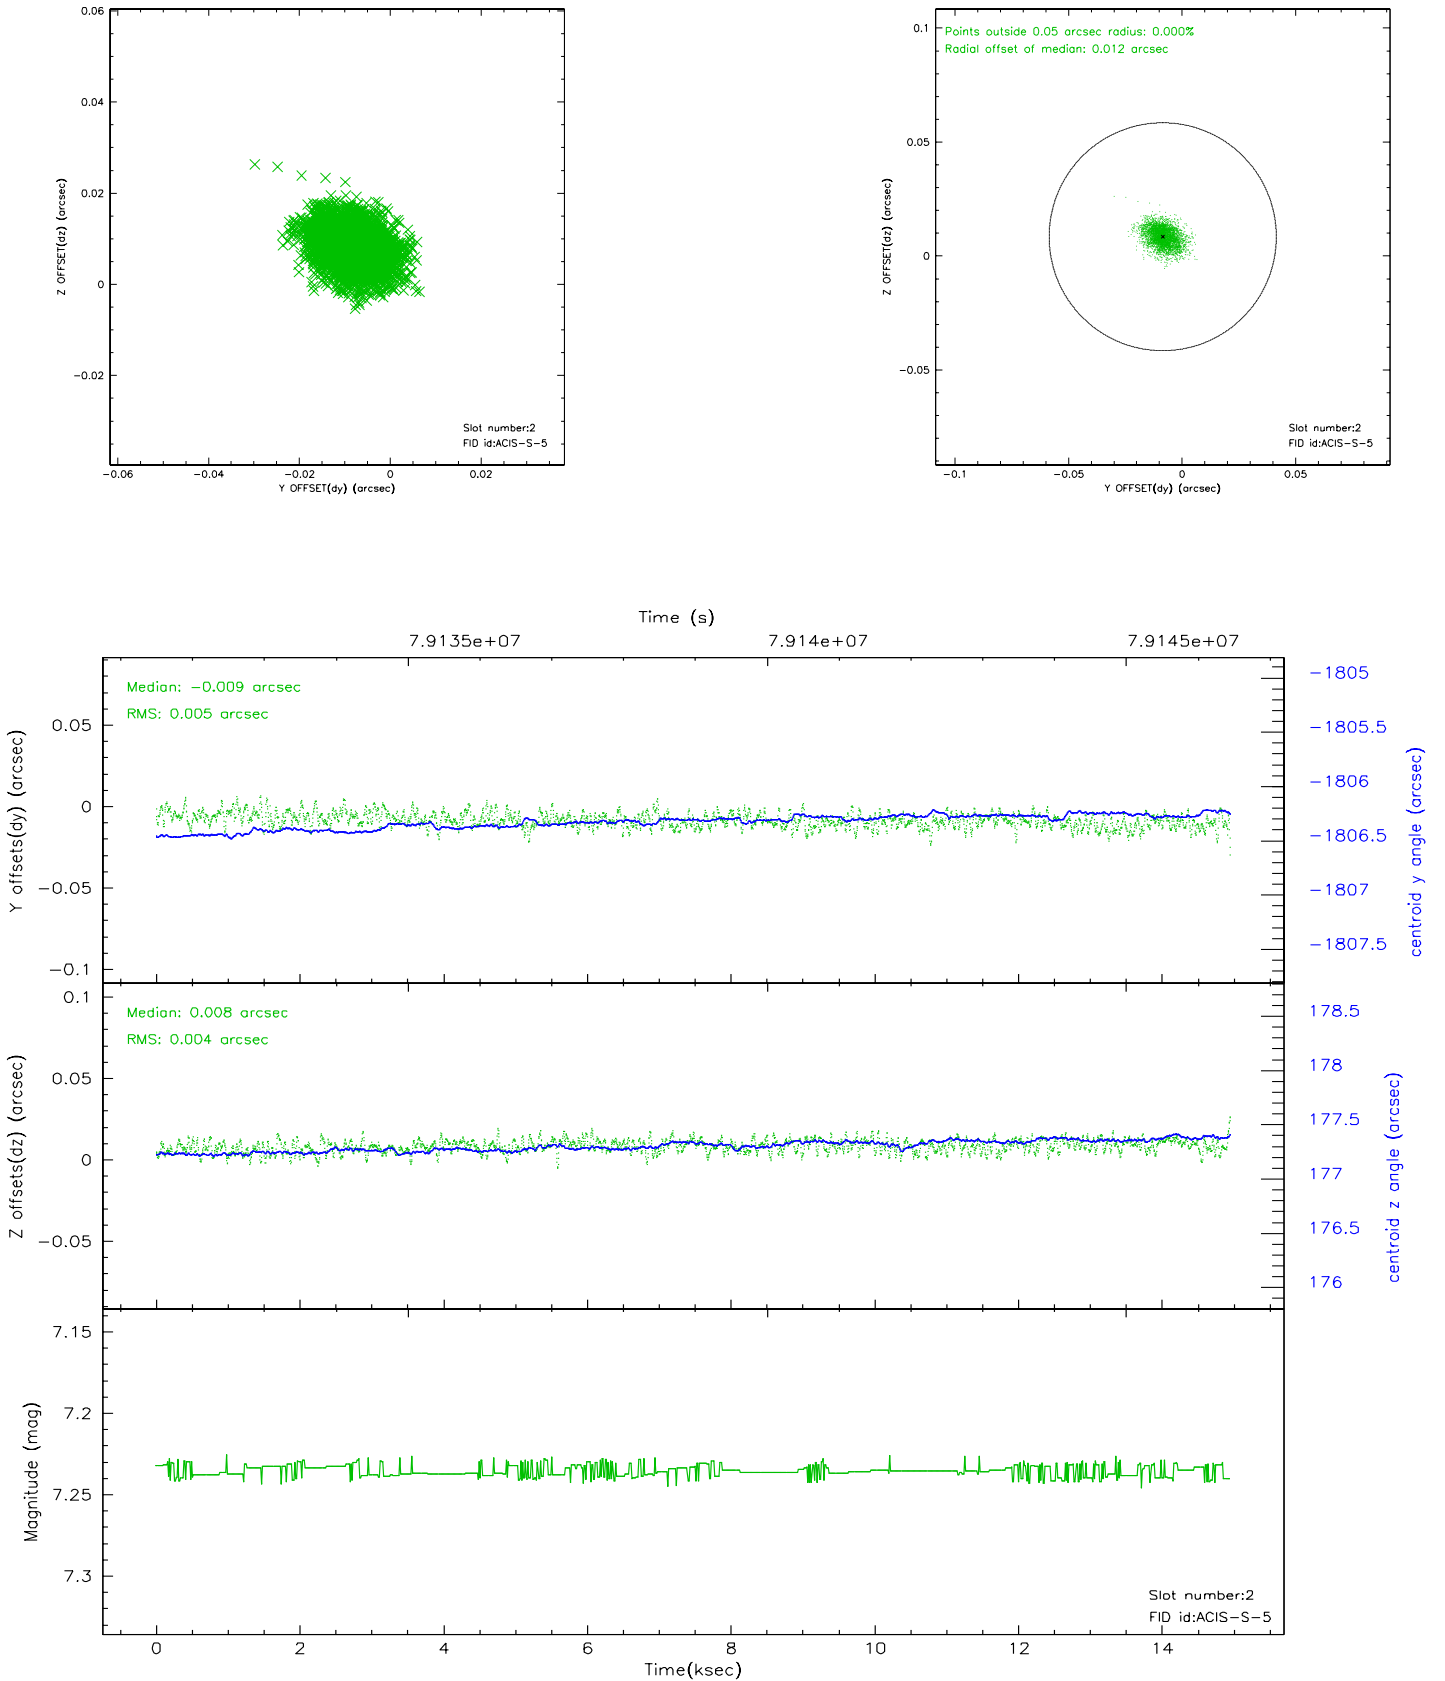 0.06
0.04
0.02
0
−0.02
Z OFFSET(dz) (arcsec)
Slot number:2
FID id:ACIS−S−5
−0.06 −0.04 −0.02 0 0.02
Y OFFSET(dy) (arcsec)
Points outside 0.05 arcsec radius: 0.000%
Radial offset of median: 0.012 arcsec
0.1
0.05
0
−0.05
Z OFFSET(dz) (arcsec)
Slot number:2
FID id:ACIS−S−5
−0.1 −0.05 0 0.05
Y OFFSET(dy) (arcsec)
Time (s)
7.9135e+07 7.914e+07 7.9145e+07
Median: −0.009 arcsec
RMS: 0.005 arcsec
0.05
0
−0.05
−0.1
Y offsets(dy) (arcsec)
−1805
−1805.5
−1806
−1806.5
−1807
−1807.5
centroid y angle (arcsec)
Median: 0.008 arcsec
RMS: 0.004 arcsec
0.1
0.05
0
−0.05
Z offsets(dz) (arcsec)
178.5
178
177.5
177
176.5
176
centroid z angle (arcsec)
7.15
7.2
7.25
7.3
Magnitude (mag)
Slot number:2
FID id:ACIS−S−5
0 2 4 6 8 10 12 14
Time(ksec)